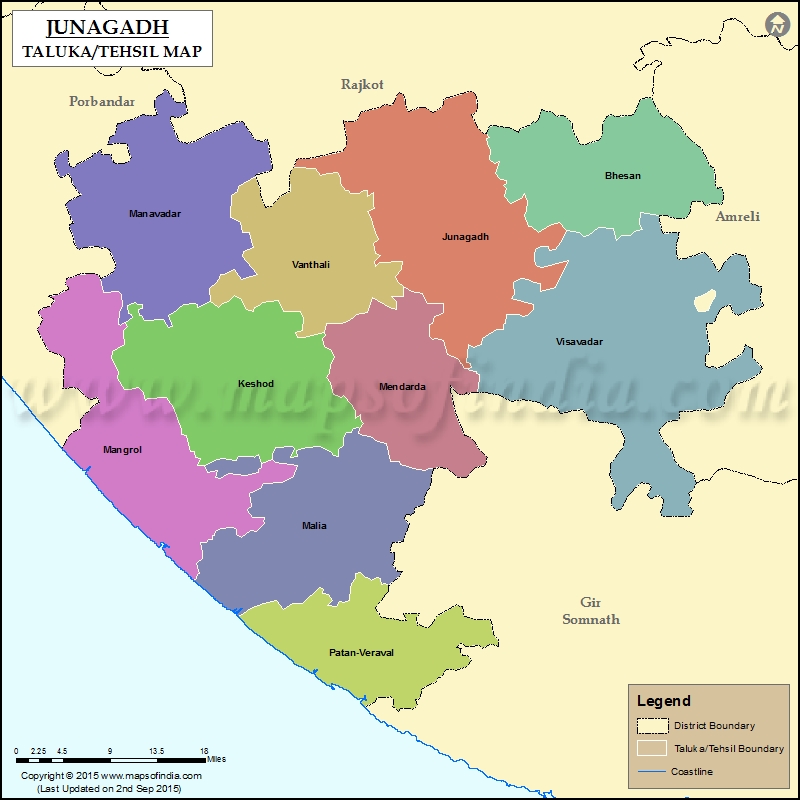 JUNAGADH
TALUKA/TEHSIL MAP
N
Porbandar
Rajkot
Bhesan
Manavadar
Amreli
Junagadh
Vanthali
Visavadar
Keshod
Mendarda
www.mapsofindia.com
Mangrol
Malia
Gir
Somnath
Patan-Veraval
Legend
District Boundary
Taluka/Tehsil Boundary
Coastline
0 2.25 4.5 9 13.5 18
Miles
Copyright © 2015 www.mapsofindia.com
(Last Updated on 2nd Sep 2015)